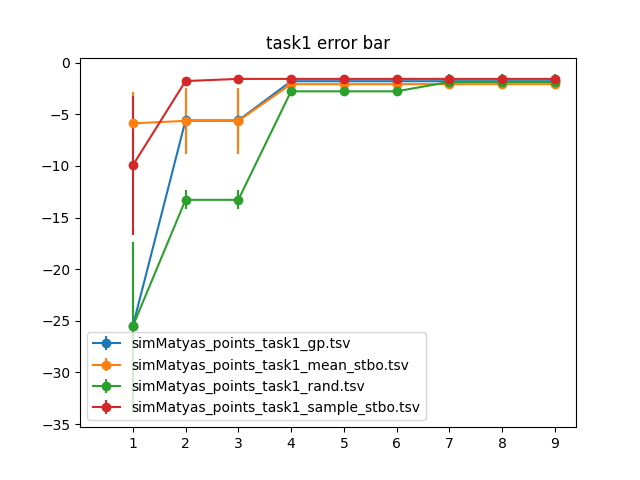 task1 error bar
0
−5
−10
−15
−20
−25
−30
−35
simMatyas_points_task1_gp.tsv
simMatyas_points_task1_mean_stbo.tsv
simMatyas_points_task1_rand.tsv
simMatyas_points_task1_sample_stbo.tsv
1 2 3 4 5 6 7 8 9